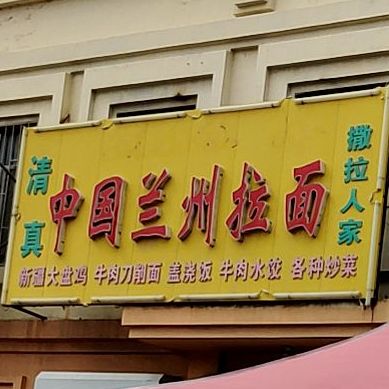 清真
中国兰州拉面
撒拉人家
新疆大盘鸡 牛肉刀削面 盖浇饭 牛肉水饺 各种炒菜